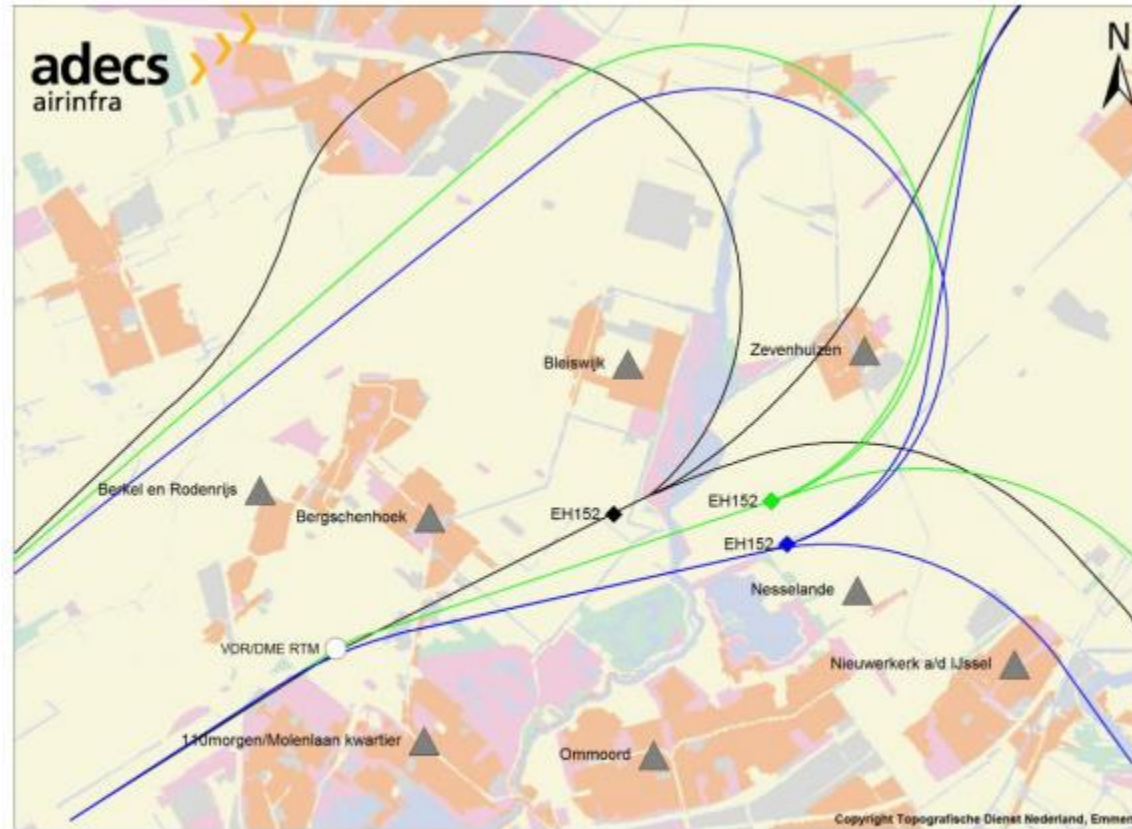 adecs
airinfra
N
Bleiswijk
Zevenhuizen
Berkel en Rodenrijs
Bergschenhoek
EH152
EH152
EH152
Nesselande
VOR/DME RTM
Nieuwerkerk a/d IJssel
110morgen/Molenlaan kwartier
Ommoord
Copyright Topografische Dienst Nederland, Emmen